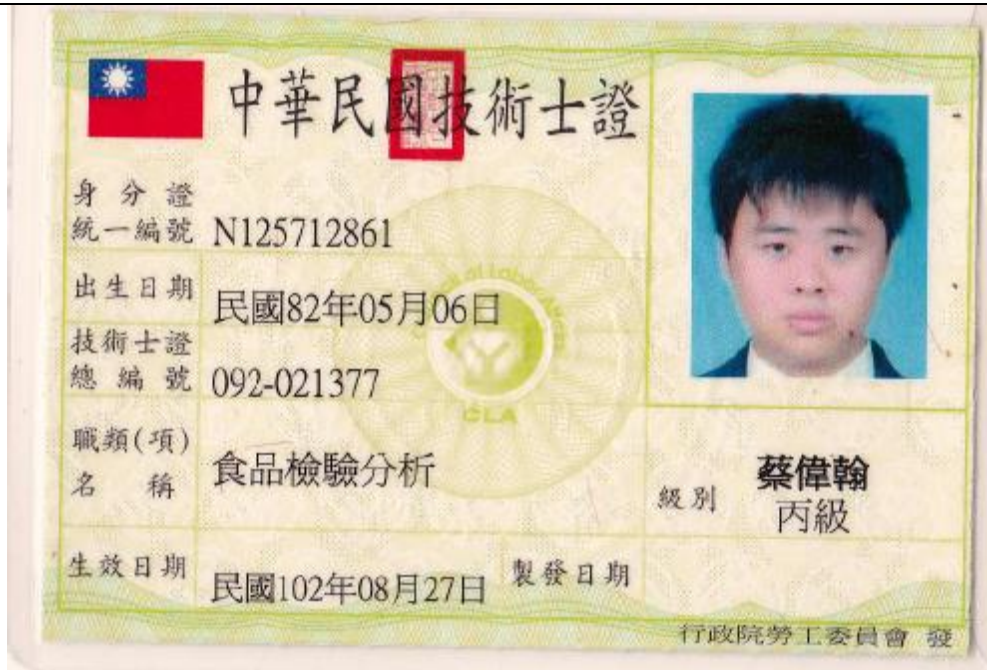 中華民國技術士證
身分證
統一編號 N125712861
出生日期 民國82年05月06日
技術士證
總編號 092-021377
職類(項)
名稱 食品檢驗分析
蔡偉翰
級別 丙級
生效日期 民國102年08月27日 製發日期
行政院勞工委員會 發
CLA